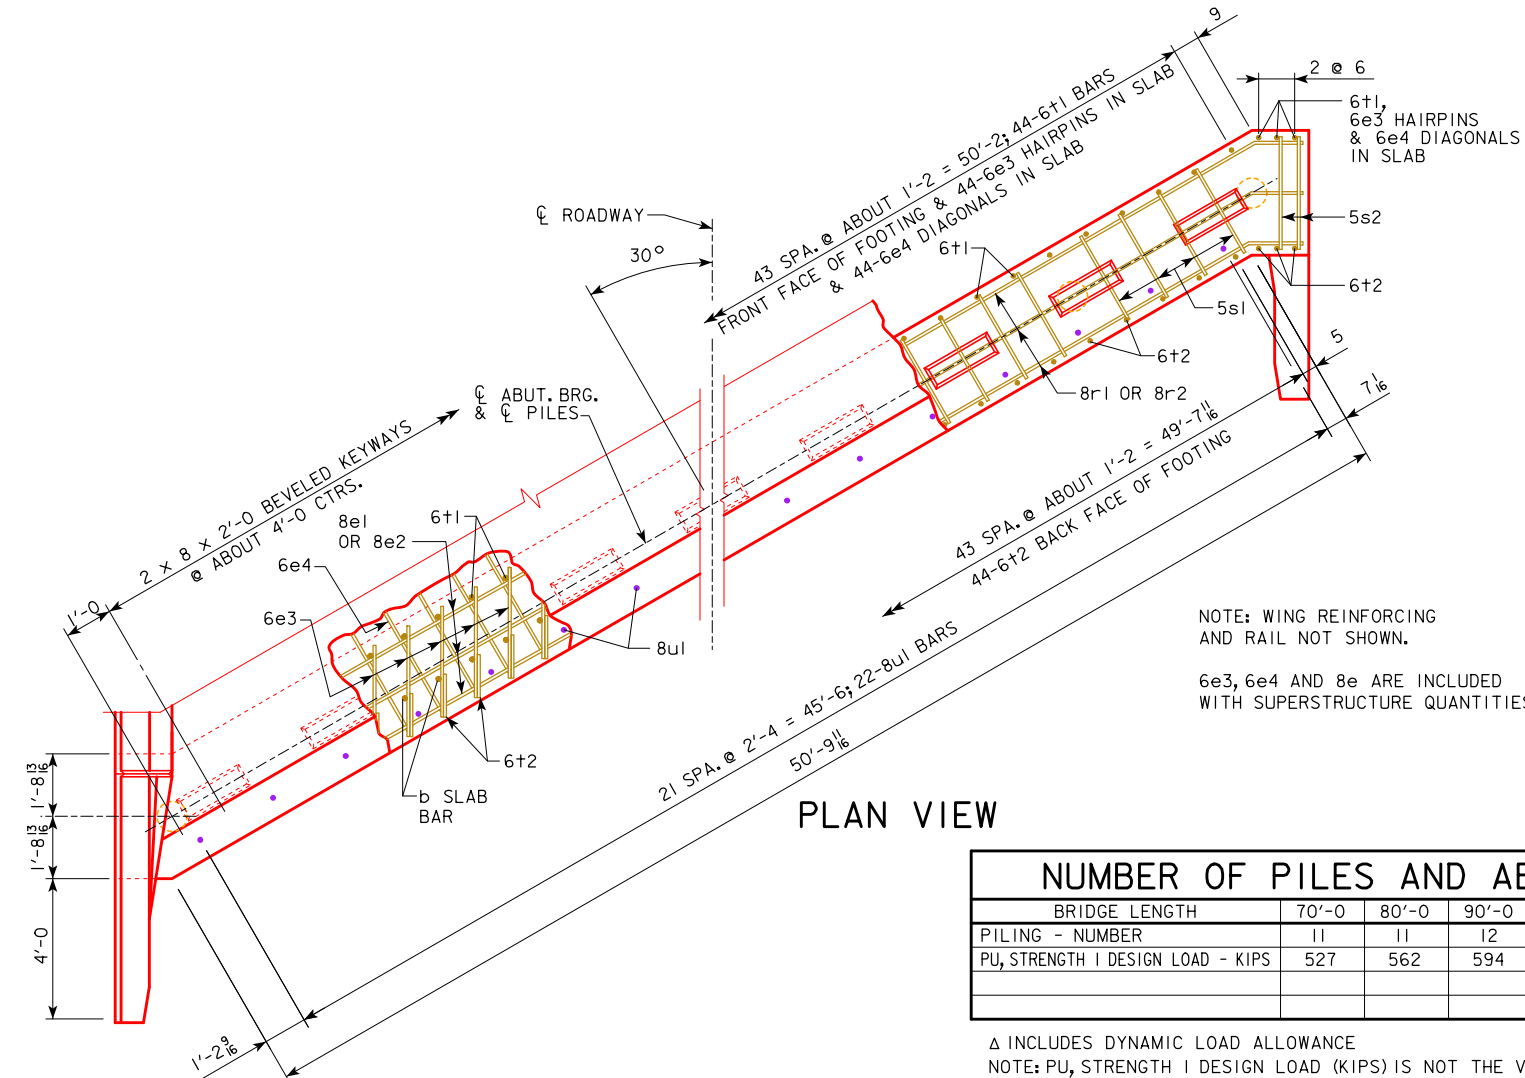 9
2 @ 6
6t1,
6e3 HAIRPINS
& 6e4 DIAGONALS
IN SLAB
43 SPA. @ ABOUT 1'-2 = 50'-2; 44-6t1 BARS
FRONT FACE OF FOOTING & 44-6e3 HAIRPINS IN SLAB
& 44-6e4 DIAGONALS IN SLAB
℄ ROADWAY
30°
6t1
5s2
6t2
5s1
6t2
8r1 OR 8r2
5
7 1/16
℄ ABUT. BRG.
& ℄ PILES
2 x 8 x 2'-0 BEVELED KEYWAYS
@ ABOUT 4'-0 CTRS.
1'-0
8e1
OR 8e2
6t1
6e4
6e3
8u1
6t2
b SLAB
BAR
43 SPA. @ ABOUT 1'-2 = 49'-7 11/16
44-6t2 BACK FACE OF FOOTING
21 SPA. @ 2'-4 = 45'-6; 22-8u1 BARS
50'-9 11/16
NOTE: WING REINFORCING
AND RAIL NOT SHOWN.
6e3, 6e4 AND 8e ARE INCLUDED
WITH SUPERSTRUCTURE QUANTITIES
1'-8 13/16
1'-8 13/16
4'-0
1'-2 9/16
PLAN VIEW
NUMBER OF PILES AND
BRIDGE LENGTH 70'-0 80'-0 90'-0
PILING - NUMBER 11 11 12
PU, STRENGTH I DESIGN LOAD - KIPS 527 562 594
Δ INCLUDES DYNAMIC LOAD ALLOWANCE
NOTE: PU, STRENGTH I DESIGN LOAD (KIPS) IS NOT THE